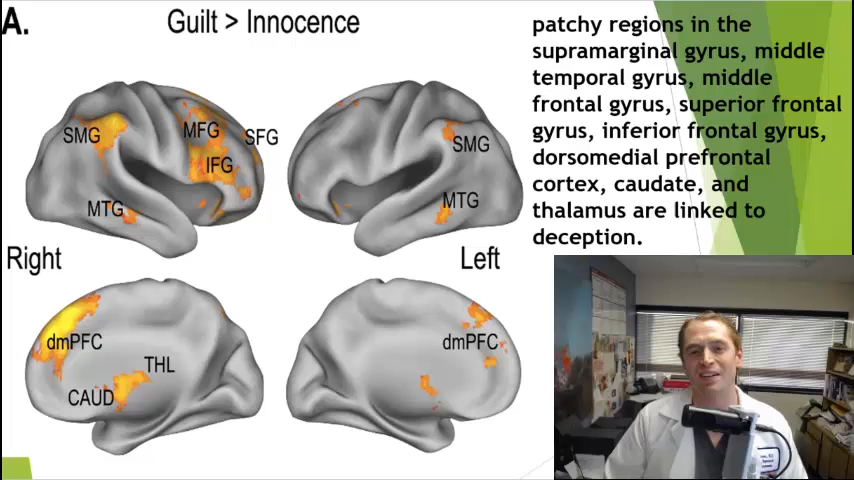 A.
Guilt > Innocence
SMG
MFG
SFG
IFG
MTG
SMG
MTG
Right
Left
dmPFC
THL
CAUD
dmPFC
patchy regions in the
supramarginal gyrus, middle
temporal gyrus, middle
frontal gyrus, superior frontal
gyrus, inferior frontal gyrus,
dorsomedial prefrontal
cortex, caudate, and
thalamus are linked to
deception.